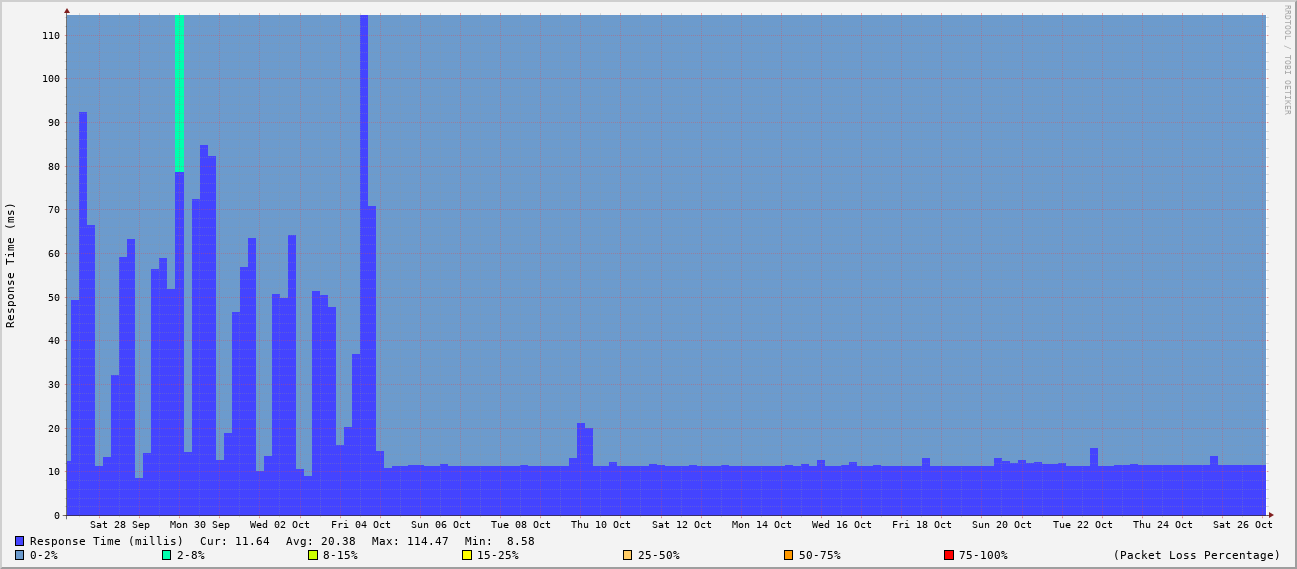 RRDTOOL / TOBI OETIKER
Response Time (ms)
110
100
90
80
70
60
50
40
30
20
10
0
Sat 28 Sep Mon 30 Sep Wed 02 Oct Fri 04 Oct Sun 06 Oct Tue 08 Oct Thu 10 Oct Sat 12 Oct Mon 14 Oct Wed 16 Oct Fri 18 Oct Sun 20 Oct Tue 22 Oct Thu 24 Oct Sat 26 Oct
Response Time (millis) Cur: 11.64 Avg: 20.38 Max: 114.47 Min: 8.58
0-2% 2-8% 8-15% 15-25% 25-50% 50-75% 75-100% (Packet Loss Percentage)